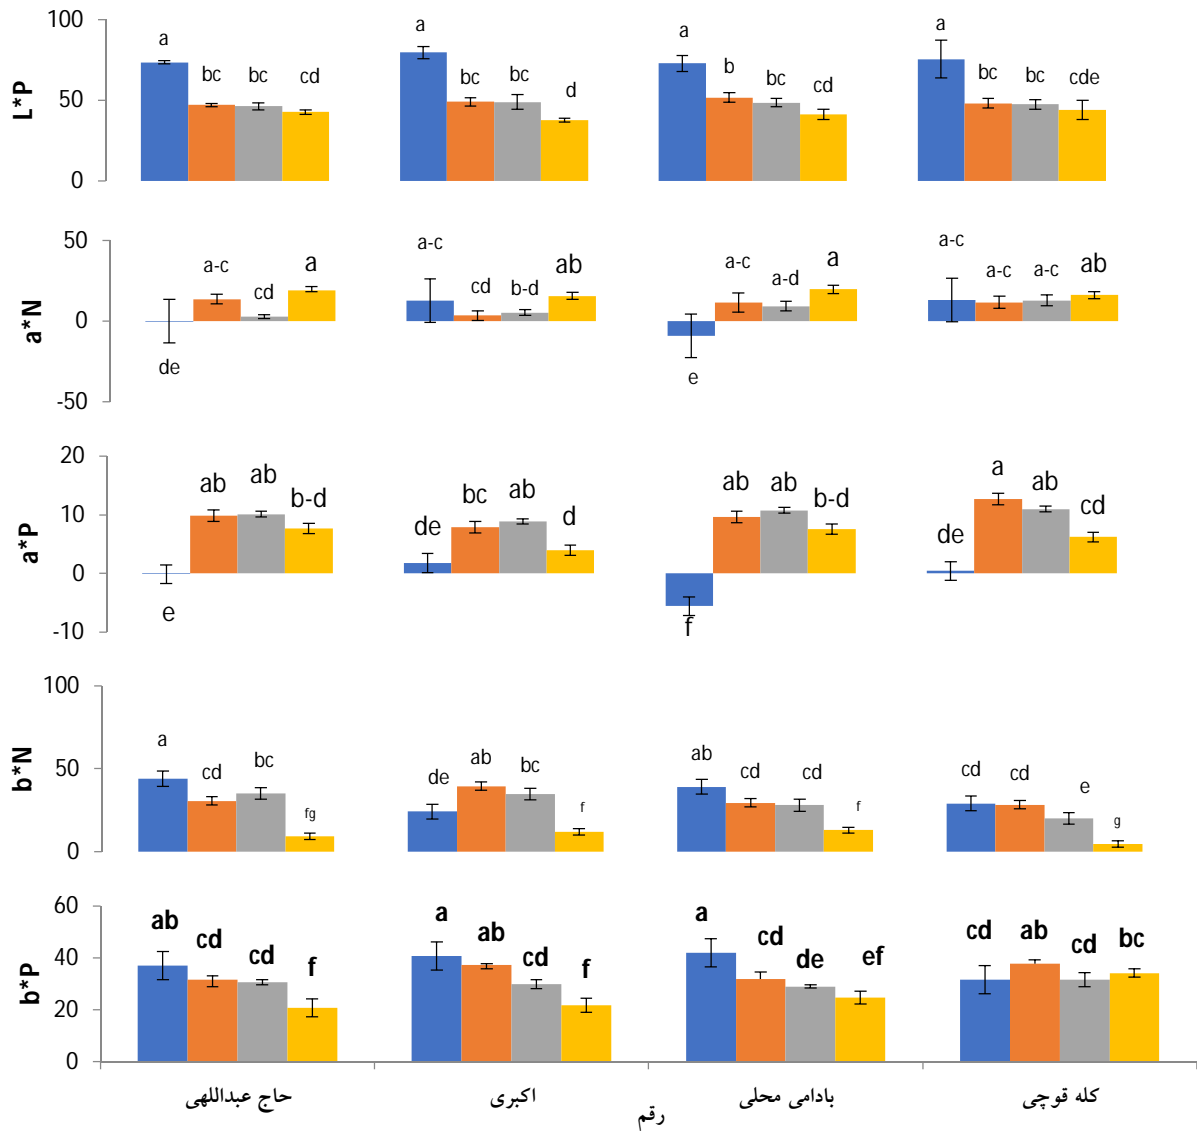 100
50
0
L*P
a
bc
bc
cd
a
bc
bc
d
a
b
bc
cd
a
bc
bc
cde
50
0
-50
a*N
de
a-c
cd
a
a-c
cd
b-d
ab
e
a-c
a-d
a
a-c
a-c
a-c
ab
20
10
0
-10
a*P
e
ab
ab
b-d
de
bc
ab
d
f
ab
ab
b-d
de
a
ab
cd
100
50
0
b*N
a
cd
bc
fg
de
ab
bc
f
ab
cd
cd
f
cd
cd
e
g
60
40
20
0
b*P
ab
cd
cd
f
a
ab
cd
f
a
cd
de
ef
cd
ab
cd
bc
حاج عبداللهی
اکبری
بادامی محلی
کله قوچی
رقم